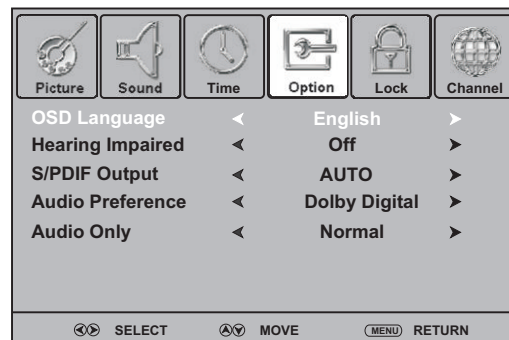 Picture Sound Time Option Lock Channel
OSD Language English
Hearing Impaired Off
S/PDIF Output AUTO
Audio Preference Dolby Digital
Audio Only Normal
SELECT MOVE MENU RETURN